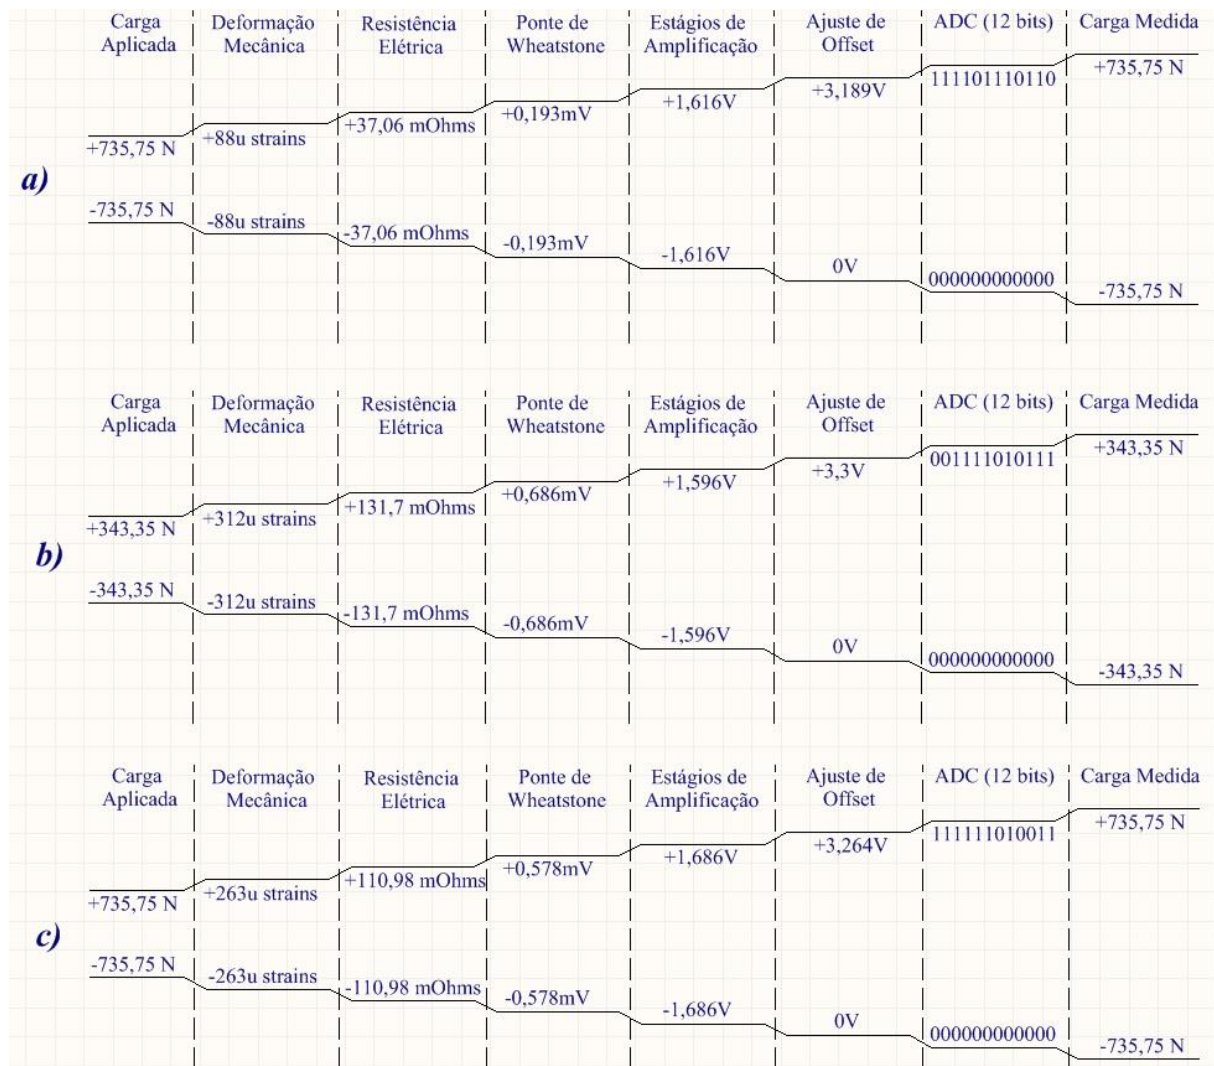 Carga Aplicada
Deformação Mecânica
Resistência Elétrica
Ponte de Wheatstone
Estágios de Amplificação
Ajuste de Offset
ADC (12 bits)
Carga Medida
a)
+735,75 N
+88u strains
+37,06 mOhms
+0,193mV
+1,616V
+3,189V
111101110110
+735,75 N
-735,75 N
-88u strains
-37,06 mOhms
-0,193mV
-1,616V
0V
000000000000
-735,75 N
Carga Aplicada
Deformação Mecânica
Resistência Elétrica
Ponte de Wheatstone
Estágios de Amplificação
Ajuste de Offset
ADC (12 bits)
Carga Medida
b)
+343,35 N
+312u strains
+131,7 mOhms
+0,686mV
+1,596V
+3,3V
001111010111
+343,35 N
-343,35 N
-312u strains
-131,7 mOhms
-0,686mV
-1,596V
0V
000000000000
-343,35 N
Carga Aplicada
Deformação Mecânica
Resistência Elétrica
Ponte de Wheatstone
Estágios de Amplificação
Ajuste de Offset
ADC (12 bits)
Carga Medida
c)
+735,75 N
+263u strains
+110,98 mOhms
+0,578mV
+1,686V
+3,264V
111111010011
+735,75 N
-735,75 N
-263u strains
-110,98 mOhms
-0,578mV
-1,686V
0V
000000000000
-735,75 N